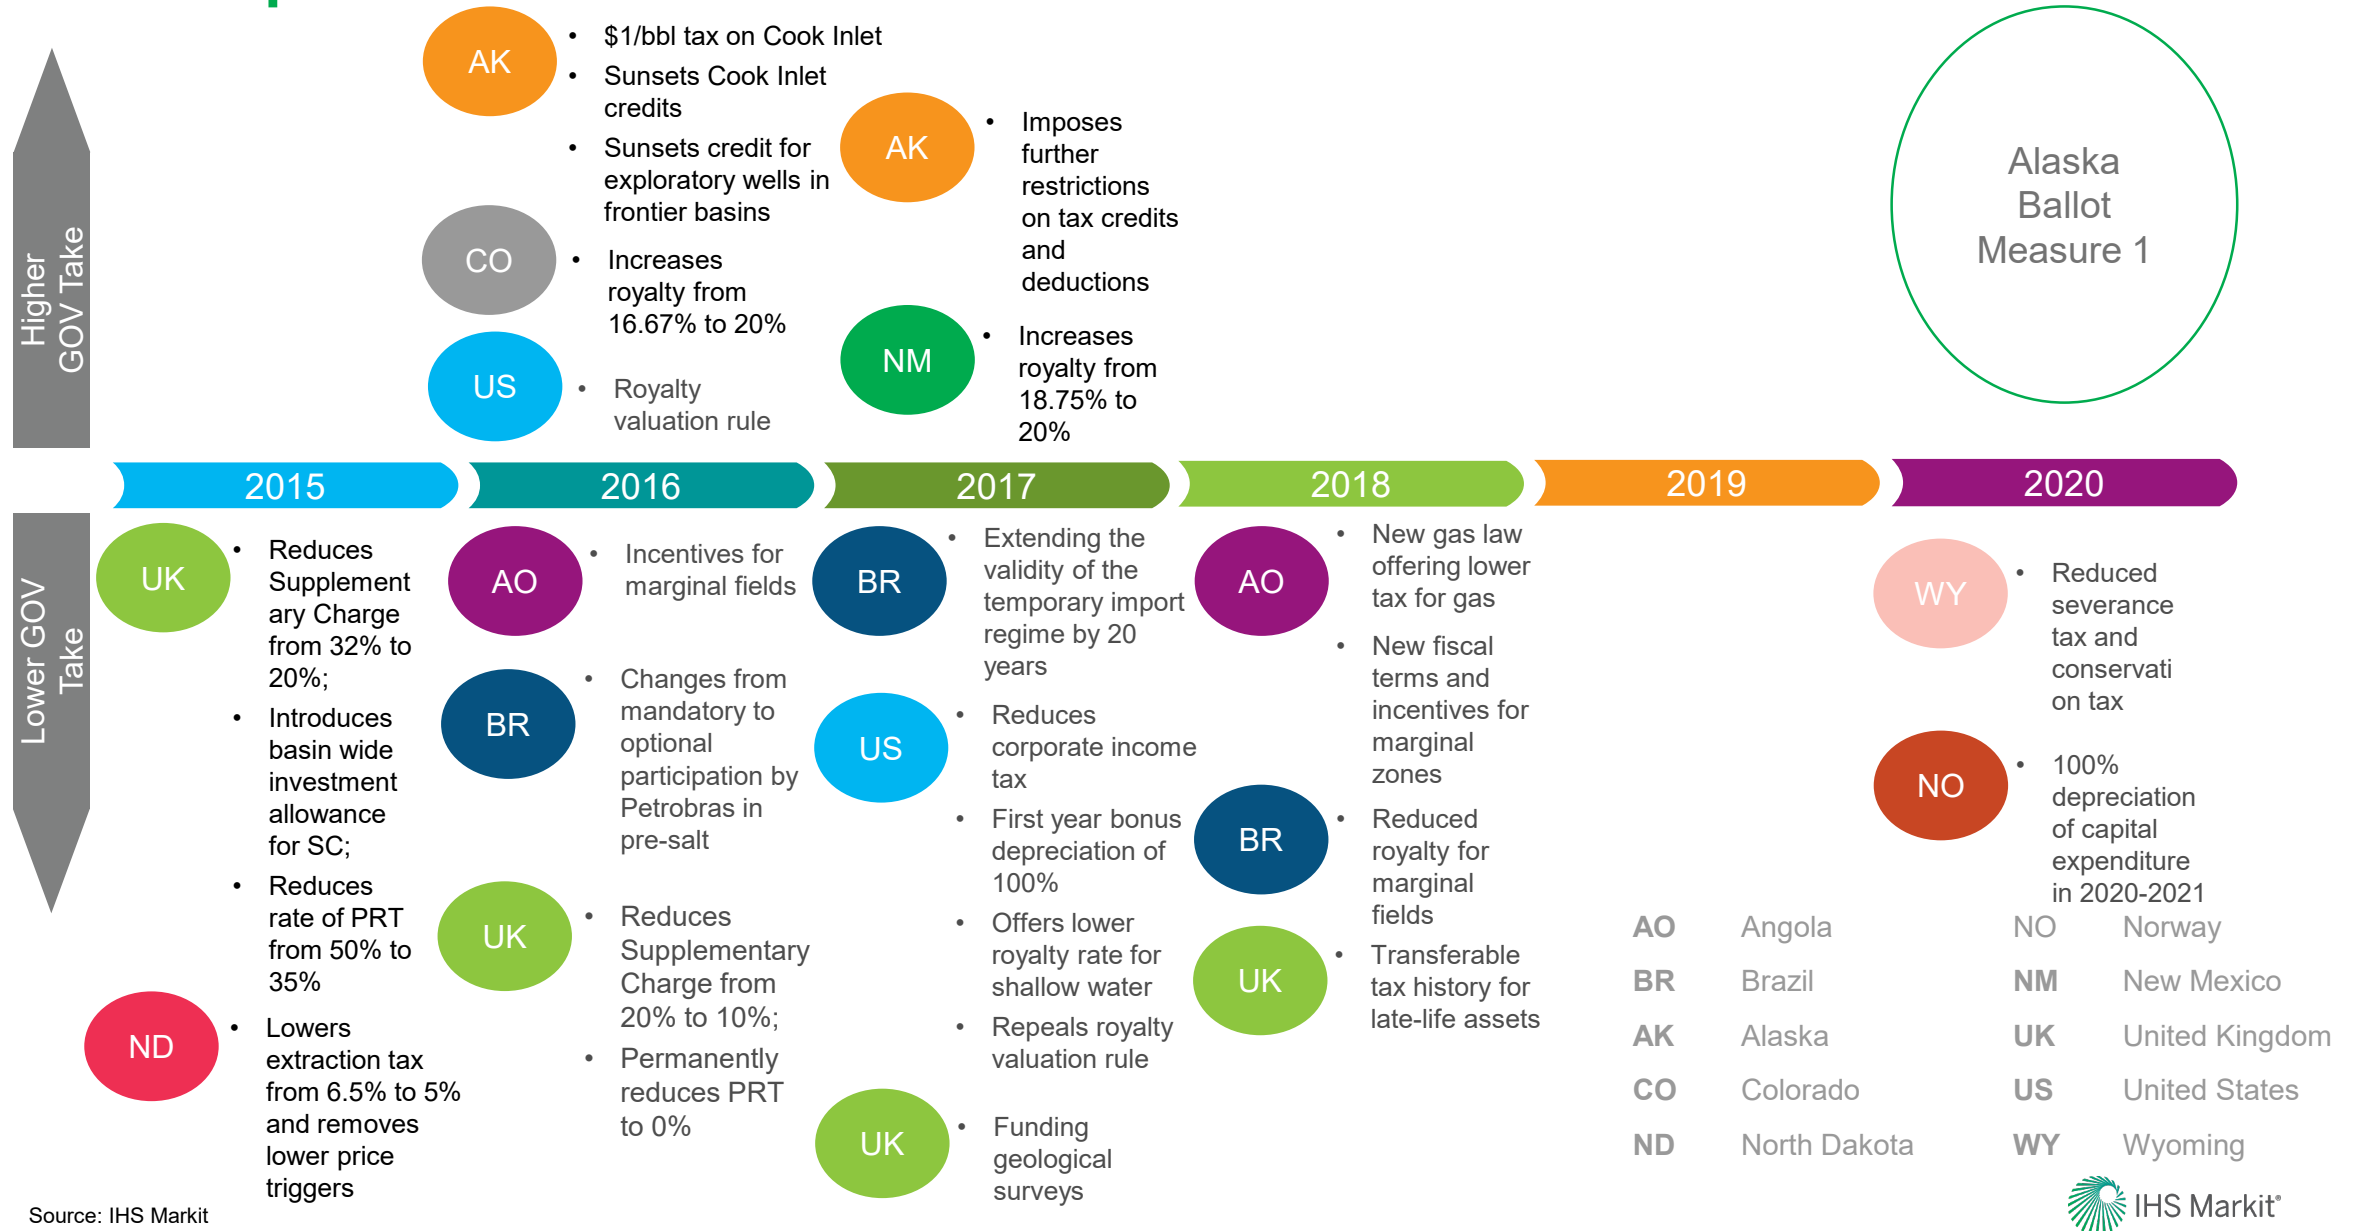 Higher
GOV Take
AK
• $1/bbl tax on Cook Inlet
• Sunsets Cook Inlet
credits
• Sunsets credit for
exploratory wells in
frontier basins
CO
• Increases
royalty from
16.67% to 20%
US
• Royalty
valuation rule
AK
• Imposes
further
restrictions
on tax credits
and
deductions
NM
• Increases
royalty from
18.75% to
20%
Alaska
Ballot
Measure 1
2015
2016
2017
2018
2019
2020
Lower GOV
Take
UK
• Reduces
Supplement
ary Charge
from 32% to
20%;
• Introduces
basin wide
investment
allowance
for SC;
• Reduces
rate of PRT
from 50% to
35%
ND
• Lowers
extraction tax
from 6.5% to 5%
and removes
lower price
triggers
AO
• Incentives for
marginal fields
BR
• Changes from
mandatory to
optional
participation by
Petrobras in
pre-salt
UK
• Reduces
Supplementary
Charge from
20% to 10%;
• Permanently
reduces PRT
to 0%
BR
• Extending the
validity of the
temporary import
regime by 20
years
US
• Reduces
corporate income
tax
• First year bonus
depreciation of
100%
• Offers lower
royalty rate for
shallow water
• Repeals royalty
valuation rule
UK
• Funding
geological
surveys
AO
• New gas law
offering lower
tax for gas
• New fiscal
terms and
incentives for
marginal
zones
BR
• Reduced
royalty for
marginal
fields
UK
• Transferable
tax history for
late-life assets
WY
• Reduced
severance
tax and
conservati
on tax
NO
• 100%
depreciation
of capital
expenditure
in 2020-2021
AO Angola NO Norway
BR Brazil NM New Mexico
AK Alaska UK United Kingdom
CO Colorado US United States
ND North Dakota WY Wyoming
Source: IHS Markit
IHS Markit®